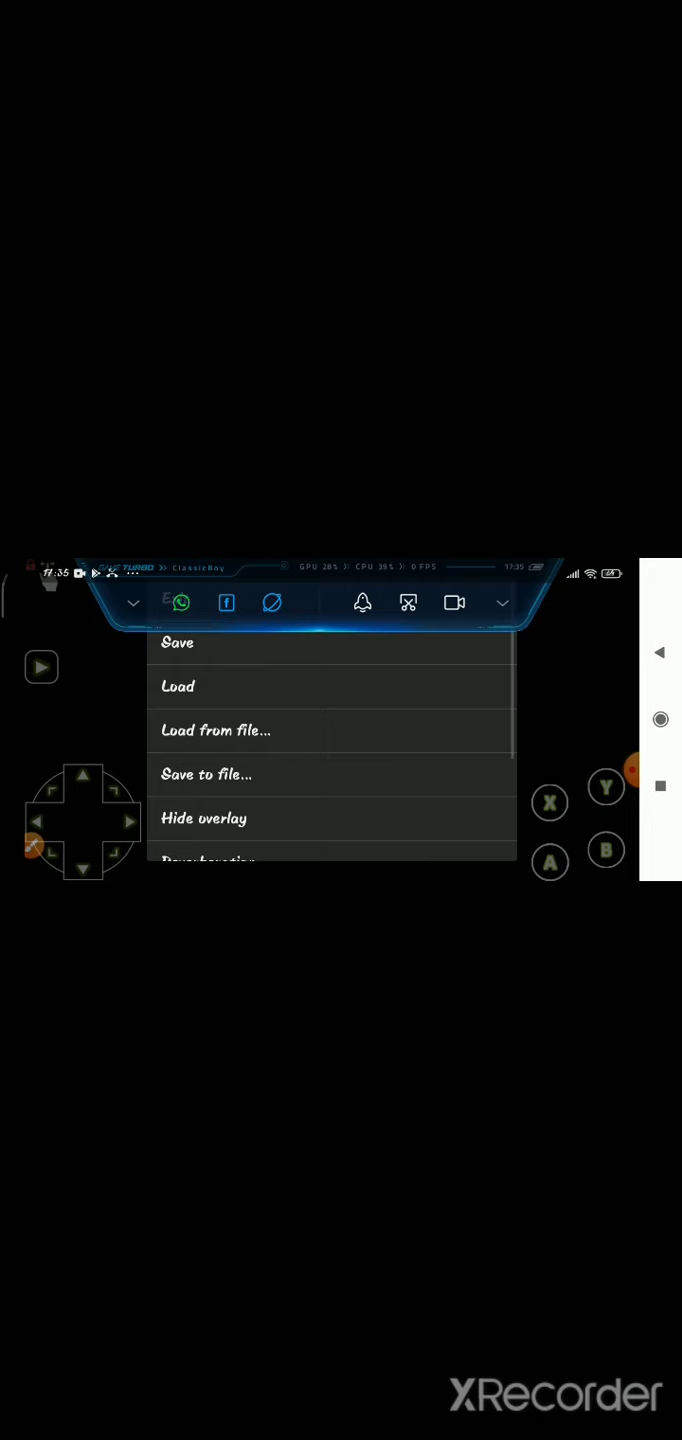 GAME TURBO >> ClassicBoy
GPU 28% >> CPU 39% >> 0 FPS
17:35
17:35
Save
Load
Load from file...
Save to file...
Hide overlay
Reverberation
X
Y
A
B
XRecorder